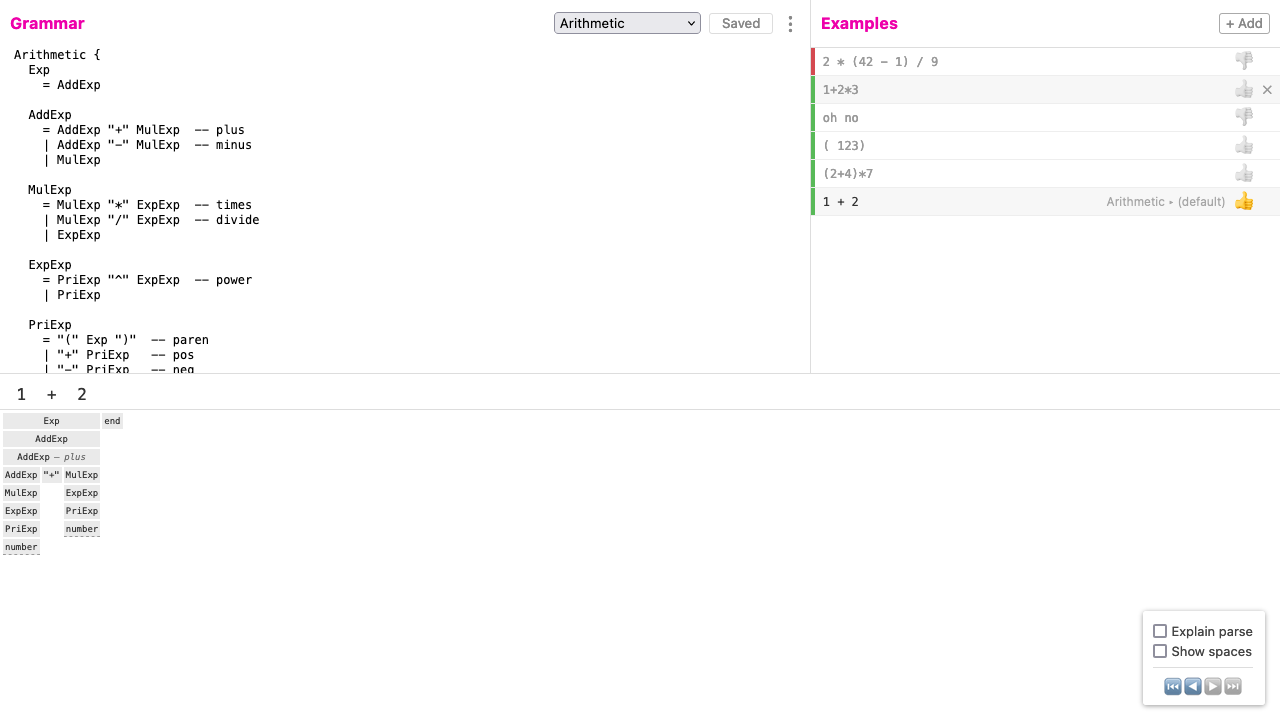 Grammar
Arithmetic
Saved
Arithmetic {
Exp
= AddExp
AddExp
= AddExp "+" MulExp -- plus
| AddExp "-" MulExp -- minus
| MulExp
MulExp
= MulExp "*" ExpExp -- times
| MulExp "/" ExpExp -- divide
| ExpExp
ExpExp
= PriExp "^" ExpExp -- power
| PriExp
PriExp
= "(" Exp ")" -- paren
| "+" PriExp -- pos
| "-" PriExp -- neg
Examples
+ Add
2 * (42 - 1) / 9
1+2*3
oh no
( 123)
(2+4)*7
1 + 2 Arithmetic ▸ (default)
1 + 2
Exp end
AddExp
AddExp – plus
AddExp "+" MulExp
MulExp ExpExp
ExpExp PriExp
PriExp number
number
Explain parse
Show spaces